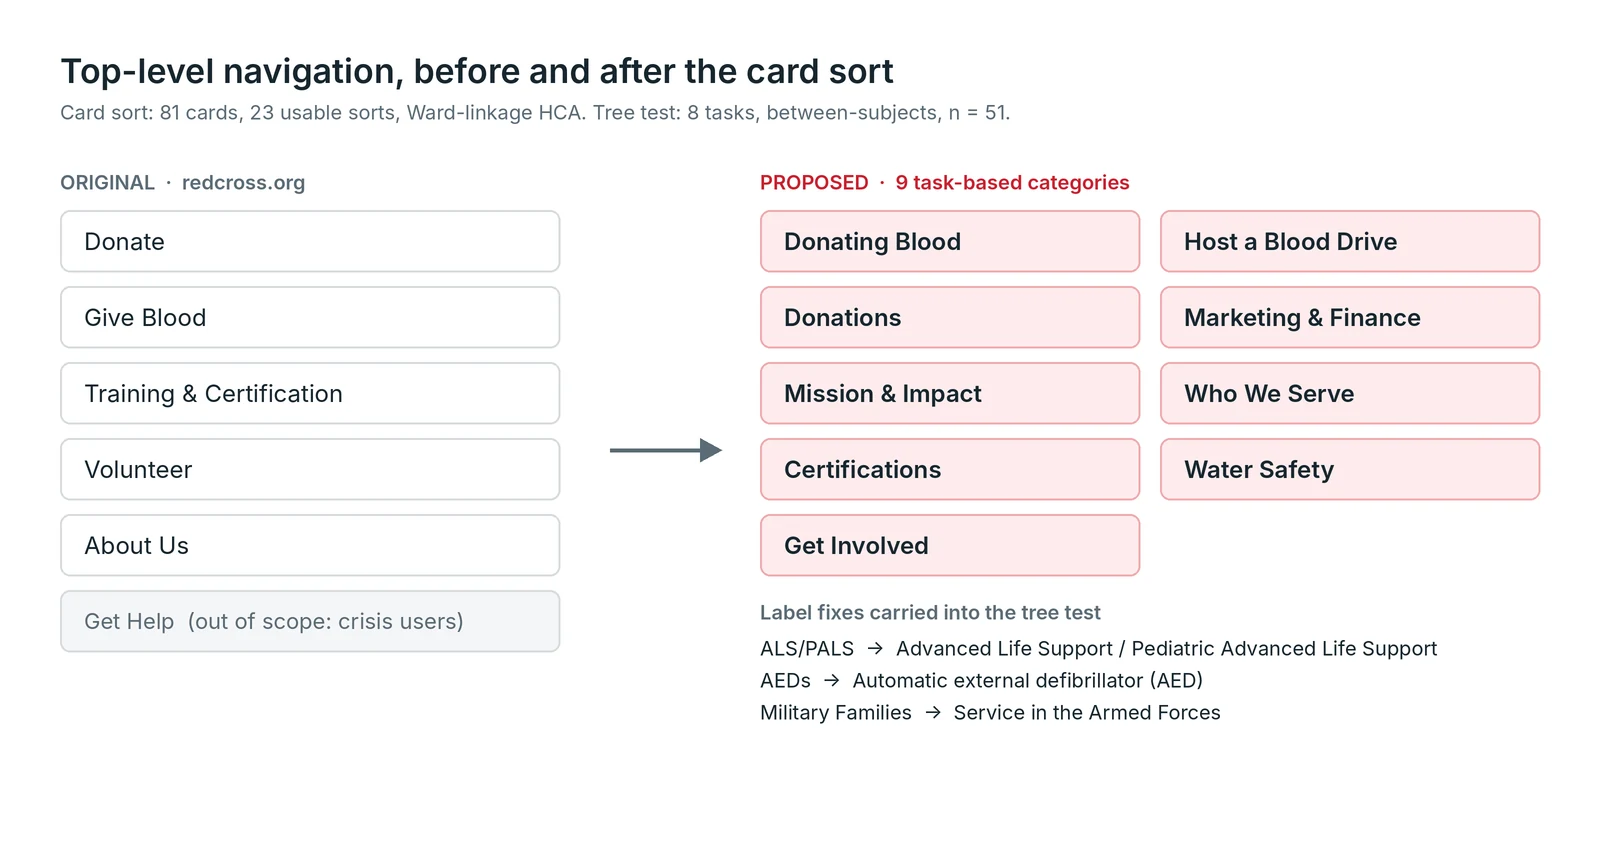 Top-level navigation, before and after the card sort
Card sort: 81 cards, 23 usable sorts, Ward-linkage HCA. Tree test: 8 tasks, between-subjects, n = 51.
ORIGINAL · redcross.org
Donate
Give Blood
Training & Certification
Volunteer
About Us
Get Help (out of scope: crisis users)
PROPOSED · 9 task-based categories
Donating Blood
Host a Blood Drive
Donations
Marketing & Finance
Mission & Impact
Who We Serve
Certifications
Water Safety
Get Involved
Label fixes carried into the tree test
ALS/PALS → Advanced Life Support / Pediatric Advanced Life Support
AEDs → Automatic external defibrillator (AED)
Military Families → Service in the Armed Forces